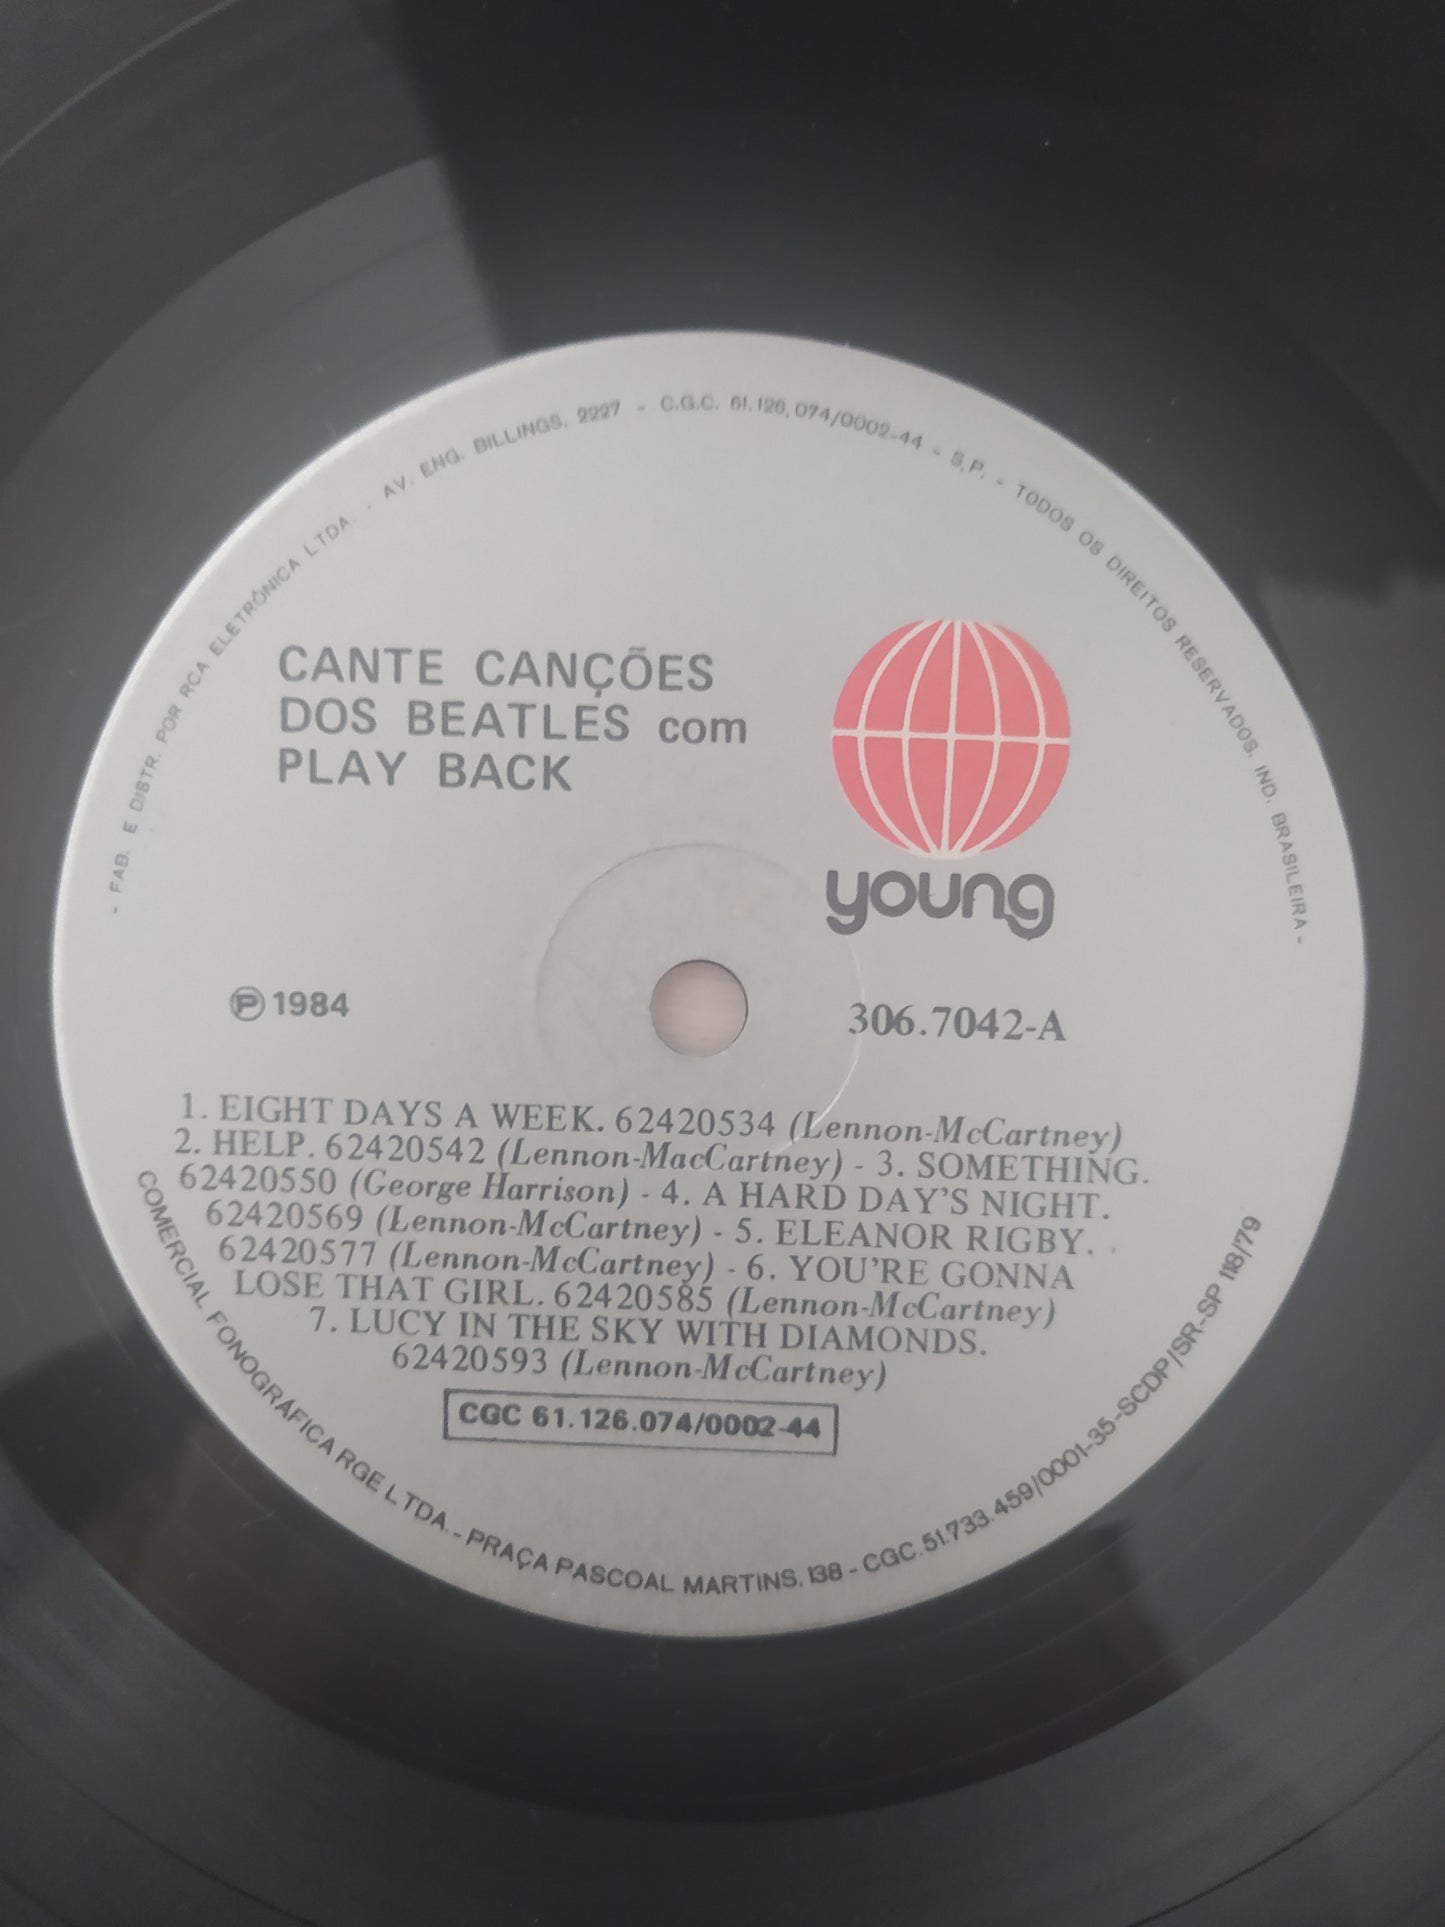 - FAB. E DISTR. POR RCA ELETRÔNICA LTDA. - AV. ENG. BILLINGS, 2227 - C.G.C. 61.126,074/0002-44 - S.P. - TODOS OS DIREITOS RESERVADOS. IND. BRASILEIRA -
CANTE CANÇÕES
DOS BEATLES com
PLAY BACK
young
Ⓟ 1984
306.7042-A
1. EIGHT DAYS A WEEK. 62420534 (Lennon-McCartney)
2. HELP. 62420542 (Lennon-MacCartney) - 3. SOMETHING.
62420550 (George Harrison) - 4. A HARD DAY'S NIGHT.
62420569 (Lennon-McCartney) - 5. ELEANOR RIGBY.
62420577 (Lennon-McCartney) - 6. YOU'RE GONNA
LOSE THAT GIRL. 62420585 (Lennon-McCartney)
7. LUCY IN THE SKY WITH DIAMONDS.
62420593 (Lennon-McCartney)
CGC 61.126.074/0002-44
COMERCIAL FONOGRÁFICA RGE LTDA. - PRAÇA PASCOAL MARTINS, 138 - CGC. 51.733.459/0001-35 - SCDP/SR-SP 118/79